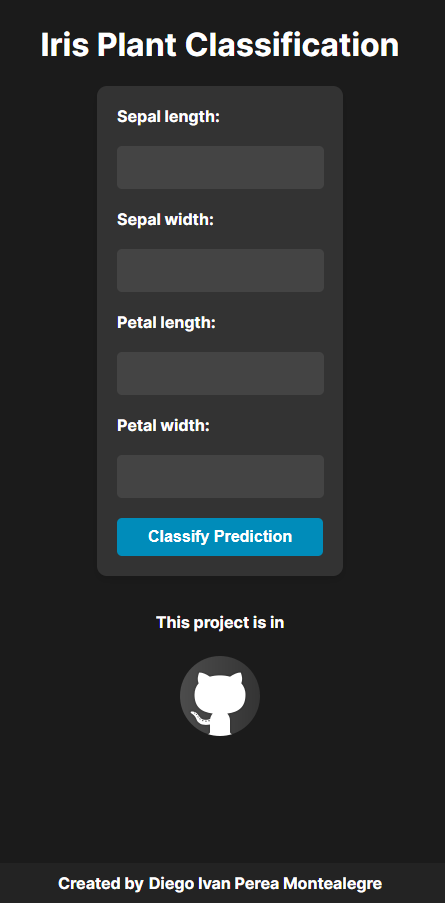 Iris Plant Classification
Sepal length:
Sepal width:
Petal length:
Petal width:
Classify Prediction
This project is in
Created by Diego Ivan Perea Montealegre